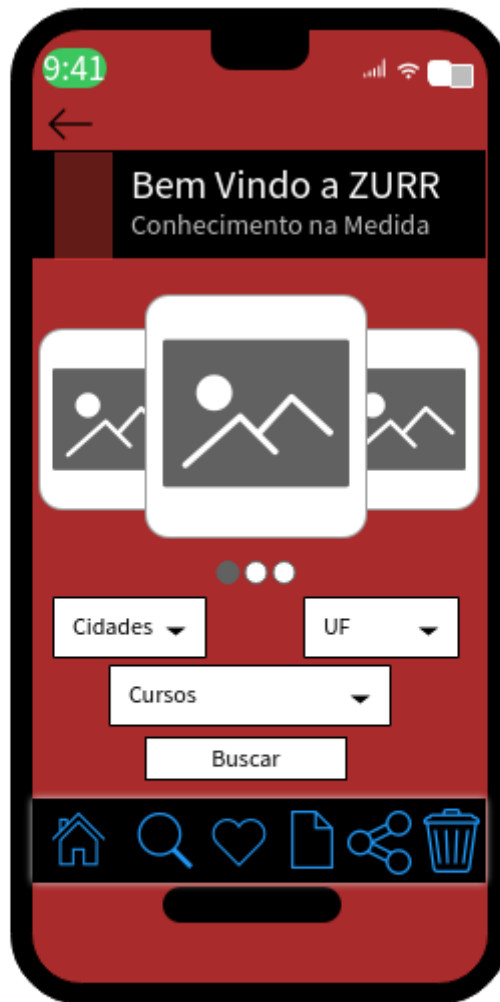 9:41
Bem Vindo a ZURR
Conhecimento na Medida
Cidades
UF
Cursos
Buscar